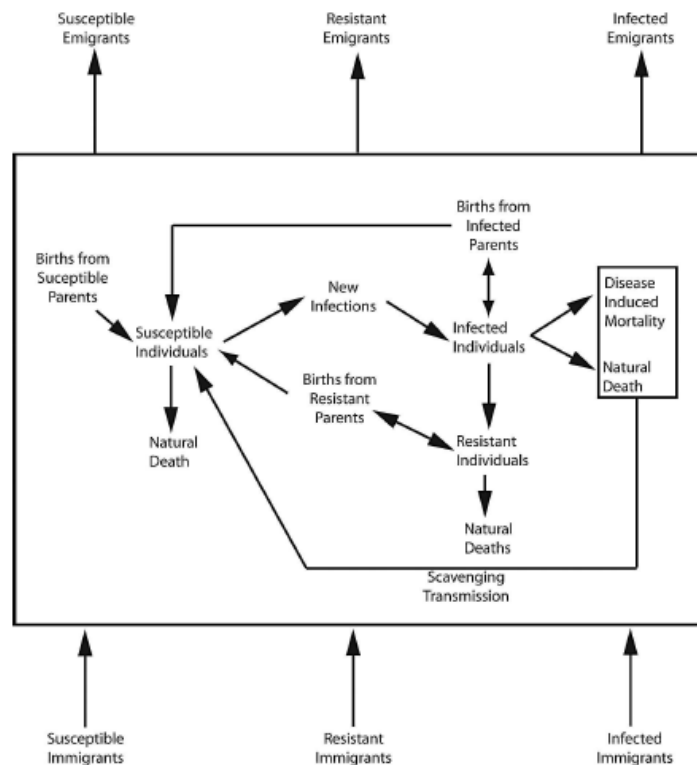 Susceptible
Emigrants
Resistant
Emigrants
Infected
Emigrants
Births from
Infected
Parents
Births from
Suceptible
Parents
New
Infections
Disease
Induced
Mortality
Susceptible
Individuals
Infected
Individuals
Births from
Resistant
Parents
Natural
Death
Natural
Death
Resistant
Individuals
Natural
Deaths
Scavenging
Transmission
Susceptible
Immigrants
Resistant
Immigrants
Infected
Immigrants